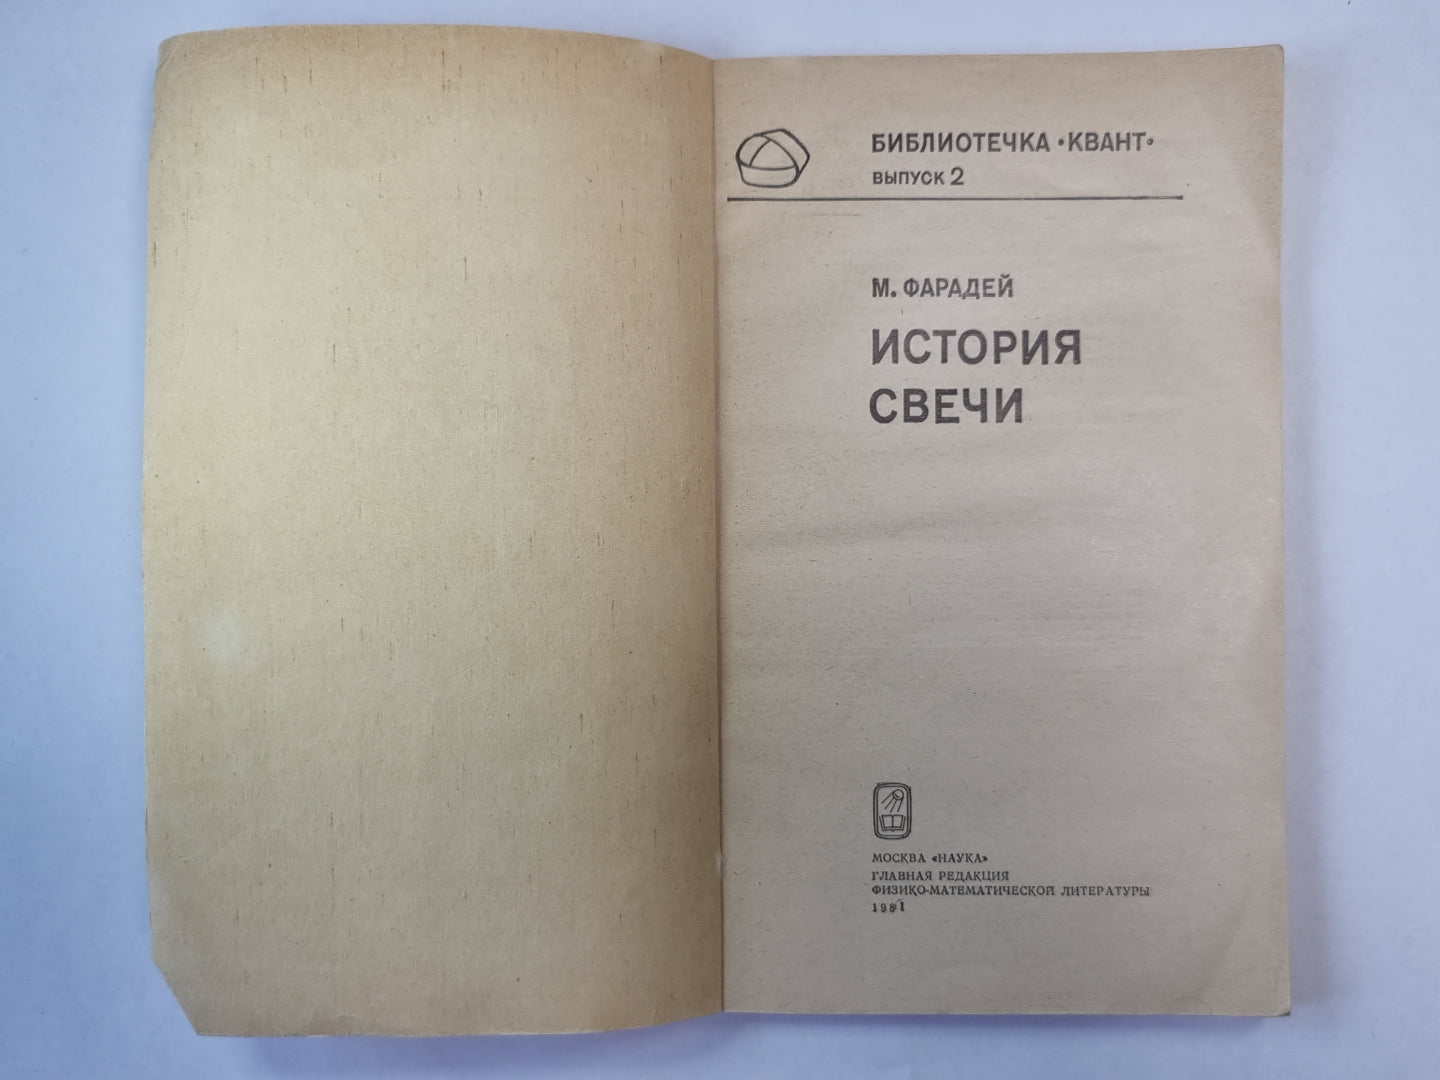 БИБЛИОТЕЧКА «КВАНТ»
ВЫПУСК 2
М. ФАРАДЕЙ
ИСТОРИЯ
СВЕЧИ
МОСКВА «НАУКА»
ГЛАВНАЯ РЕДАКЦИЯ
ФИЗИКО-МАТЕМАТИЧЕСКОЙ ЛИТЕРАТУРЫ
1981